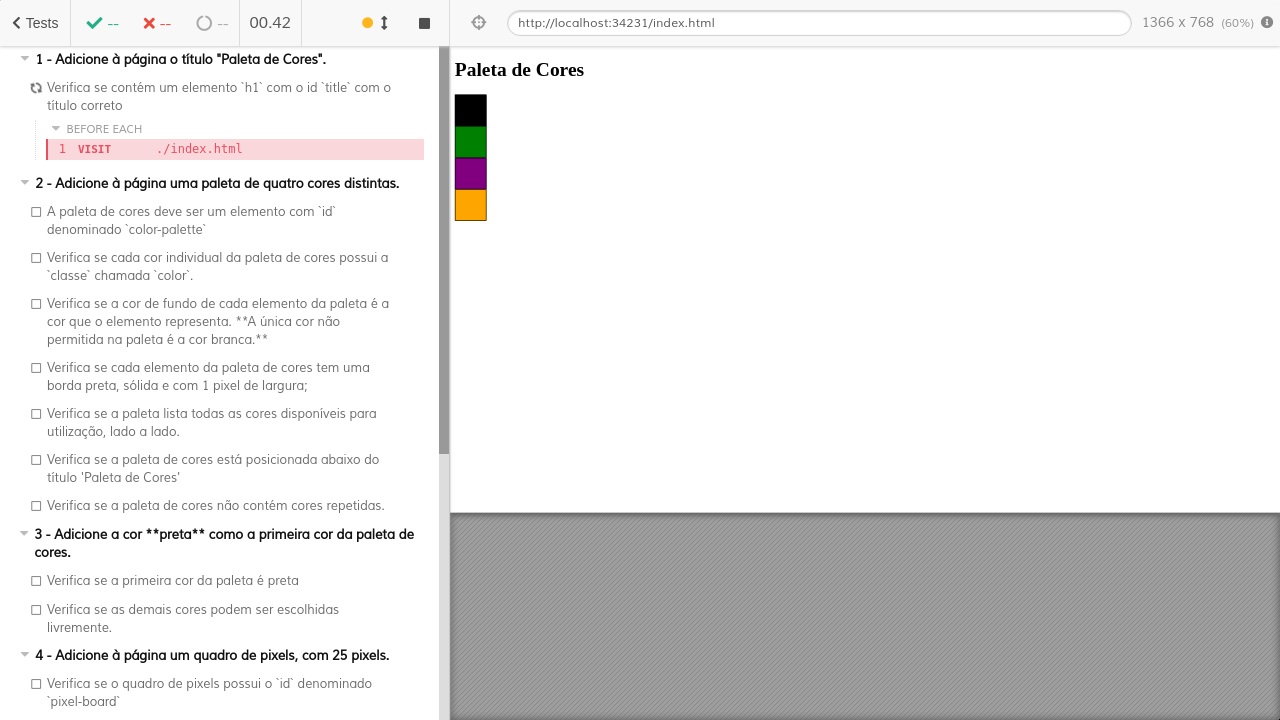 Tests -- -- -- 00.42 http://localhost:34231/index.html 1366 x 768 (60%)
1 - Adicione à página o título "Paleta de Cores".
Verifica se contém um elemento `h1` com o id `title` com o
título correto
BEFORE EACH
1 VISIT ./index.html
2 - Adicione à página uma paleta de quatro cores distintas.
A paleta de cores deve ser um elemento com `id`
denominado `color-palette`
Verifica se cada cor individual da paleta de cores possui a
`classe` chamada `color`.
Verifica se a cor de fundo de cada elemento da paleta é a
cor que o elemento representa. **A única cor não
permitida na paleta é a cor branca.**
Verifica se cada elemento da paleta de cores tem uma
borda preta, sólida e com 1 pixel de largura;
Verifica se a paleta lista todas as cores disponíveis para
utilização, lado a lado.
Verifica se a paleta de cores está posicionada abaixo do
título 'Paleta de Cores'
Verifica se a paleta de cores não contém cores repetidas.
3 - Adicione a cor **preta** como a primeira cor da paleta de
cores.
Verifica se a primeira cor da paleta é preta
Verifica se as demais cores podem ser escolhidas
livremente.
4 - Adicione à página um quadro de pixels, com 25 pixels.
Verifica se o quadro de pixels possui o `id` denominado
`pixel-board`
Paleta de Cores